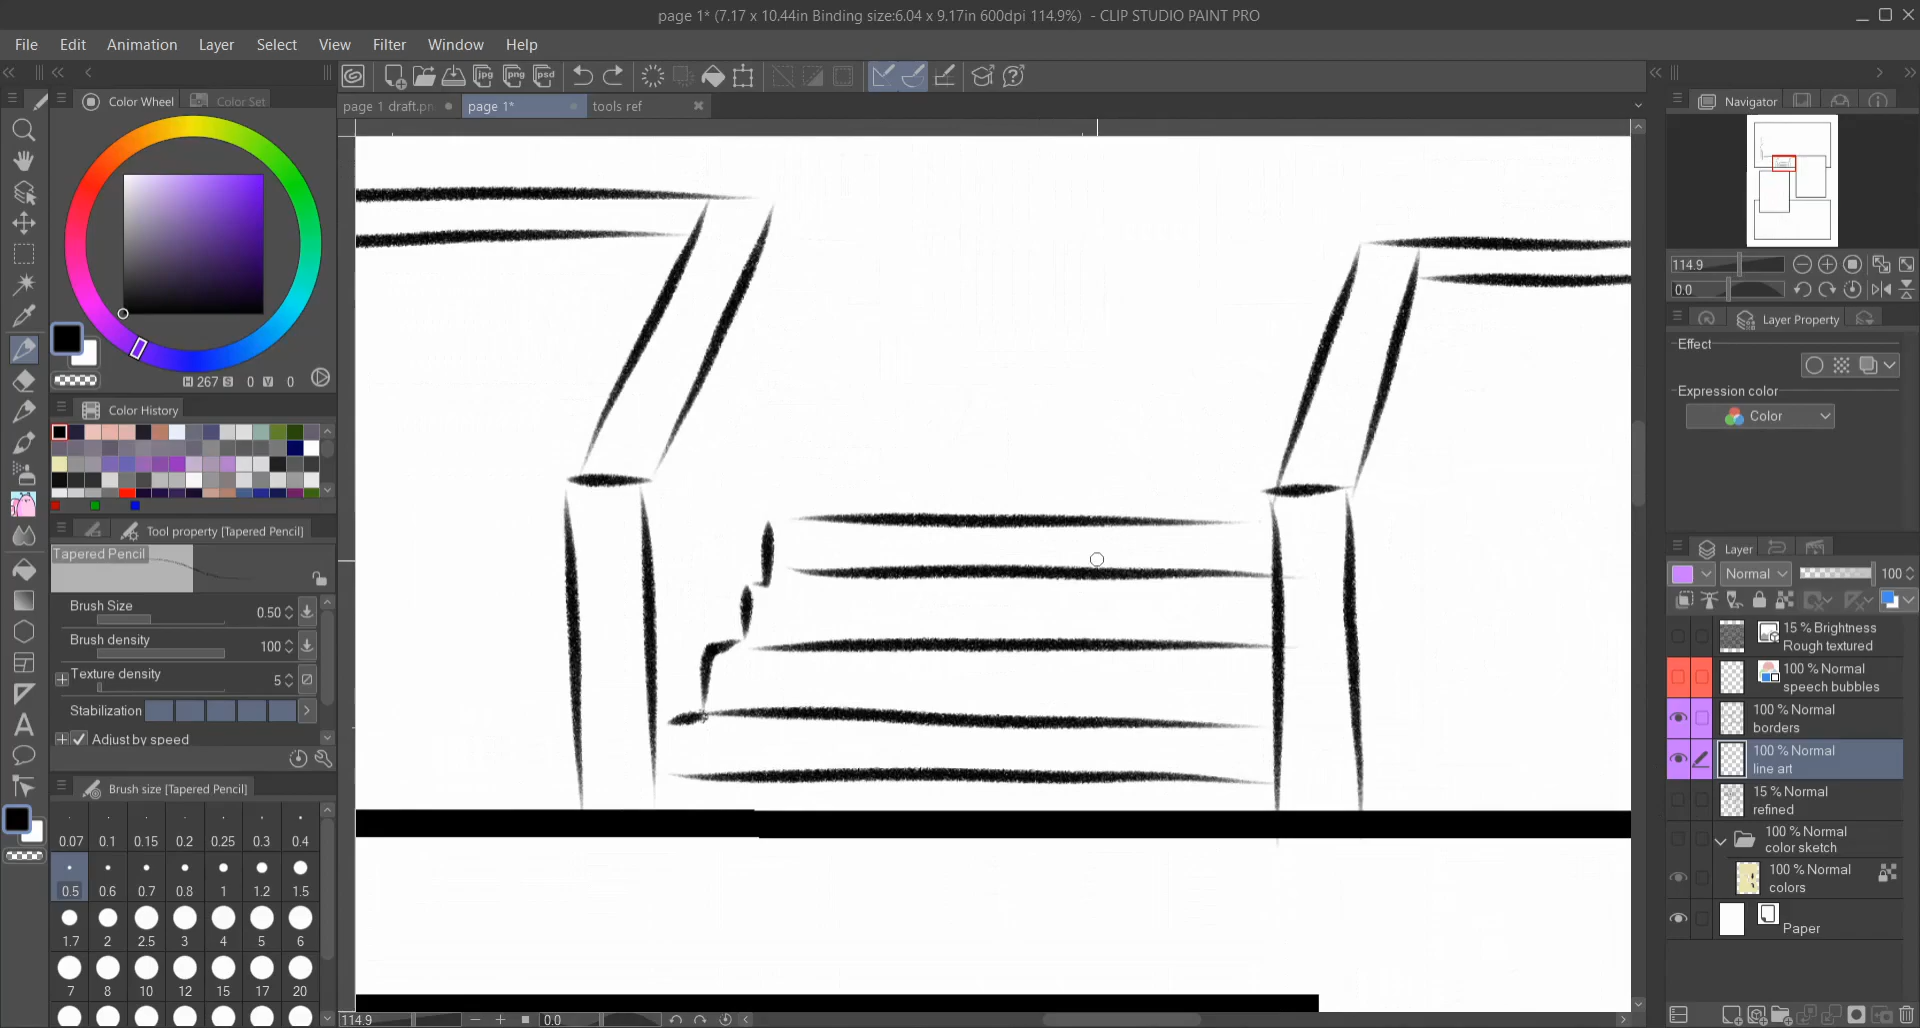 page 1* (7.17 x 10.44in Binding size:6.04 x 9.17in 600dpi 114.9%)  - CLIP STUDIO PAINT PRO
File Edit Animation Layer Select View Filter Window Help
jpg png psd
Color Wheel Color Set
page 1 draft.pn page 1* tools ref
Navigator
H 267 S 0 V 0
114.9
0.0
Layer Property
Effect
Expression color
Color
Color History
Tool property [Tapered Pencil]
Tapered Pencil
Brush Size 0.50
Brush density 100
Texture density 5
Stabilization
Adjust by speed
Layer
Normal 100
15 % Brightness
Rough textured
100 % Normal
speech bubbles
100 % Normal
borders
100 % Normal
line art
15 % Normal
refined
100 % Normal
color sketch
100 % Normal
colors
Paper
Brush size [Tapered Pencil]
0.07 0.1 0.15 0.2 0.25 0.3 0.4
0.5 0.6 0.7 0.8 1 1.2 1.5
1.7 2 2.5 3 4 5 6
7 8 10 12 15 17 20
114.9 0.0